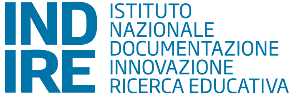 INDIRE
ISTITUTO
NAZIONALE
DOCUMENTAZIONE
INNOVAZIONE
RICERCA EDUCATIVA